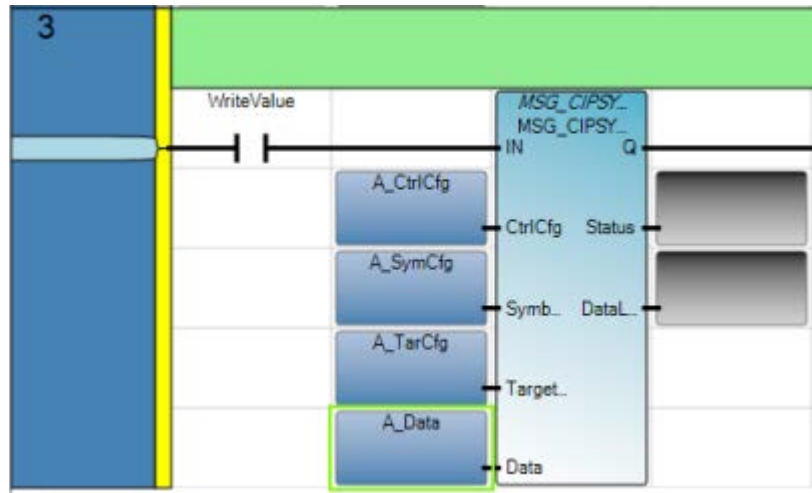 3
WriteValue
MSG_CIPSY...
MSG_CIPSY...
IN Q
A_CtrlCfg
CtrlCfg Status
A_SymCfg
Symb... DataL...
A_TarCfg
Target...
A_Data
Data